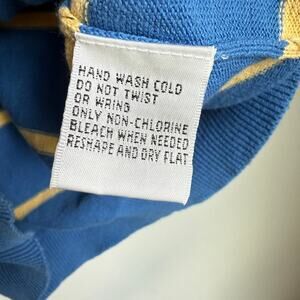 HAND WASH COLD
DO NOT TWIST
OR WRING
ONLY NON-CHLORINE
BLEACH WHEN NEEDED
RESHAPE AND DRY FLAT